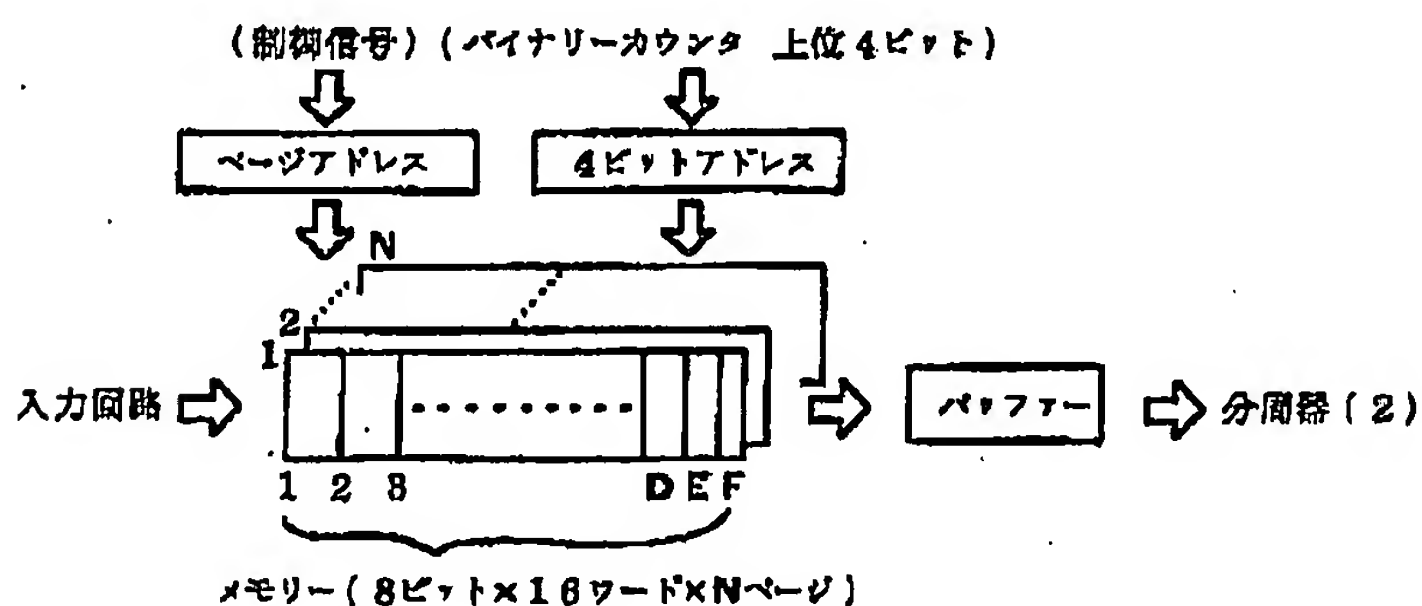 (制御信号)(バイナリーカウンタ 上位4ビット)
ページアドレス 4ビットアドレス
N
2
1
入力回路 バッファー 分周器(2)
1 2 3 D E F
メモリー(8ビット×16ワード×Nページ)